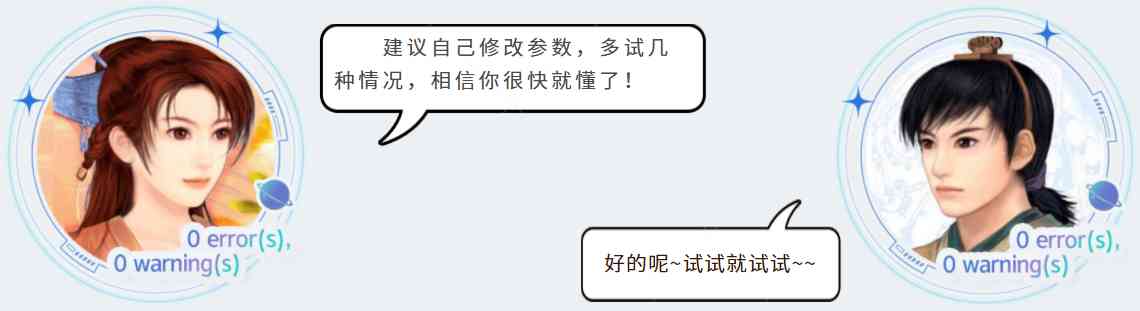 建议自己修改参数，多试几
种情况，相信你很快就懂了！
0 error(s),
0 warning(s)
好的呢~试试就试试~~
0 error(s),
0 warning(s)